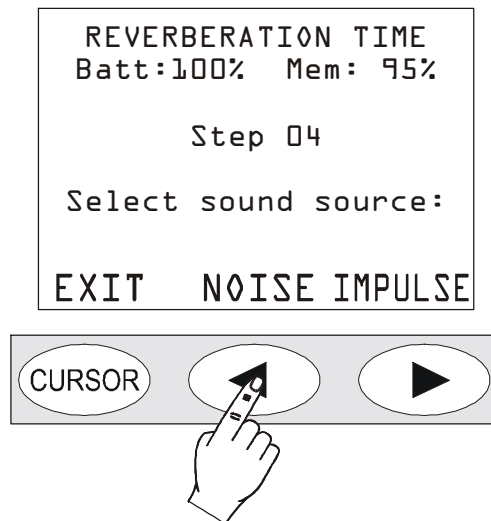 REVERBERATION TIME
Batt:100% Mem: 95%
Step 04
Select sound source:
EXIT NOISE IMPULSE
CURSOR